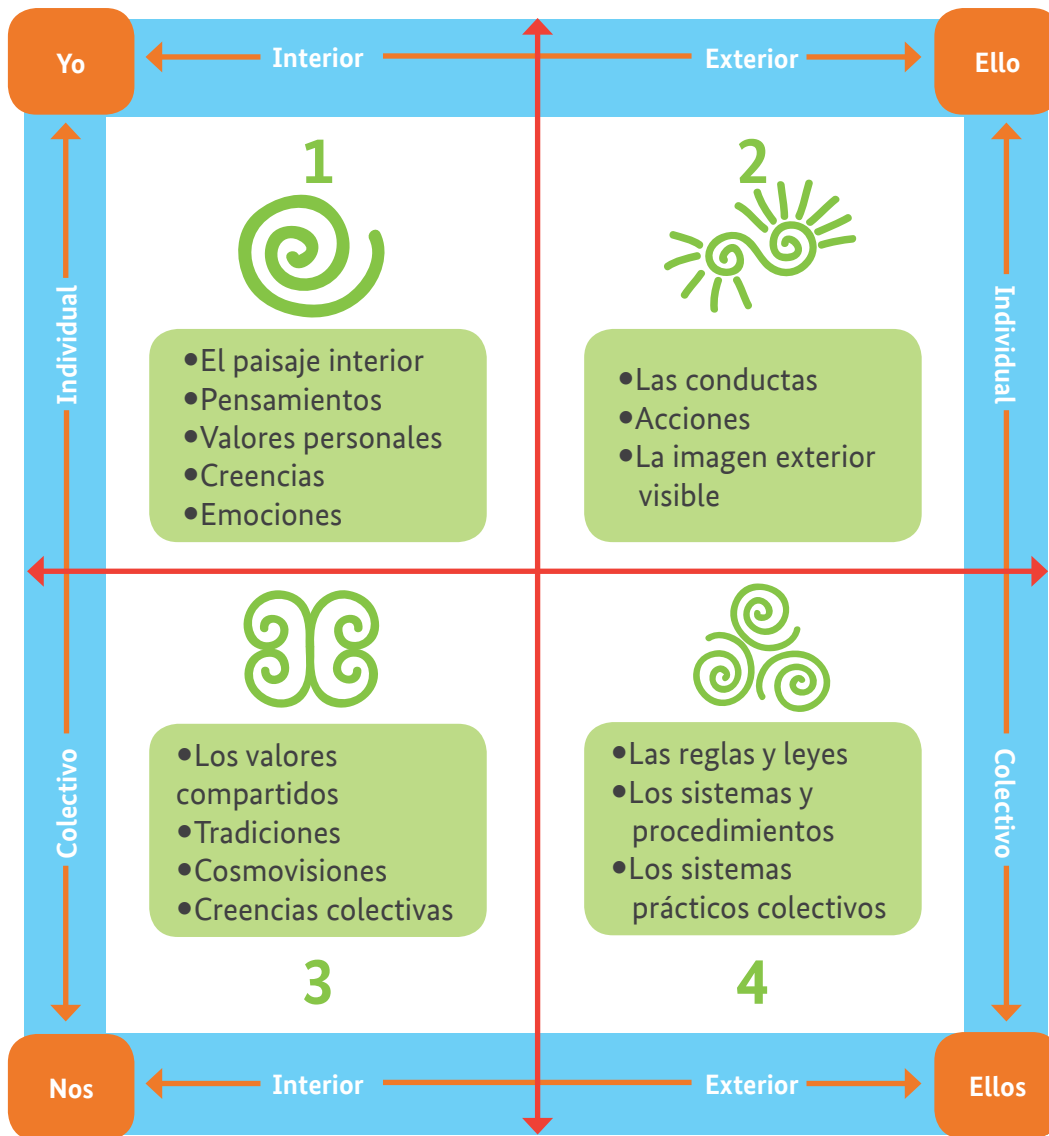 Yo
Interior
Exterior
Ello
1
2
Individual
Individual
•El paisaje interior
•Pensamientos
•Valores personales
•Creencias
•Emociones
•Las conductas
•Acciones
•La imagen exterior
visible
Colectivo
Colectivo
•Los valores
compartidos
•Tradiciones
•Cosmovisiones
•Creencias colectivas
•Las reglas y leyes
•Los sistemas y
procedimientos
•Los sistemas
prácticos colectivos
3
4
Nos
Interior
Exterior
Ellos